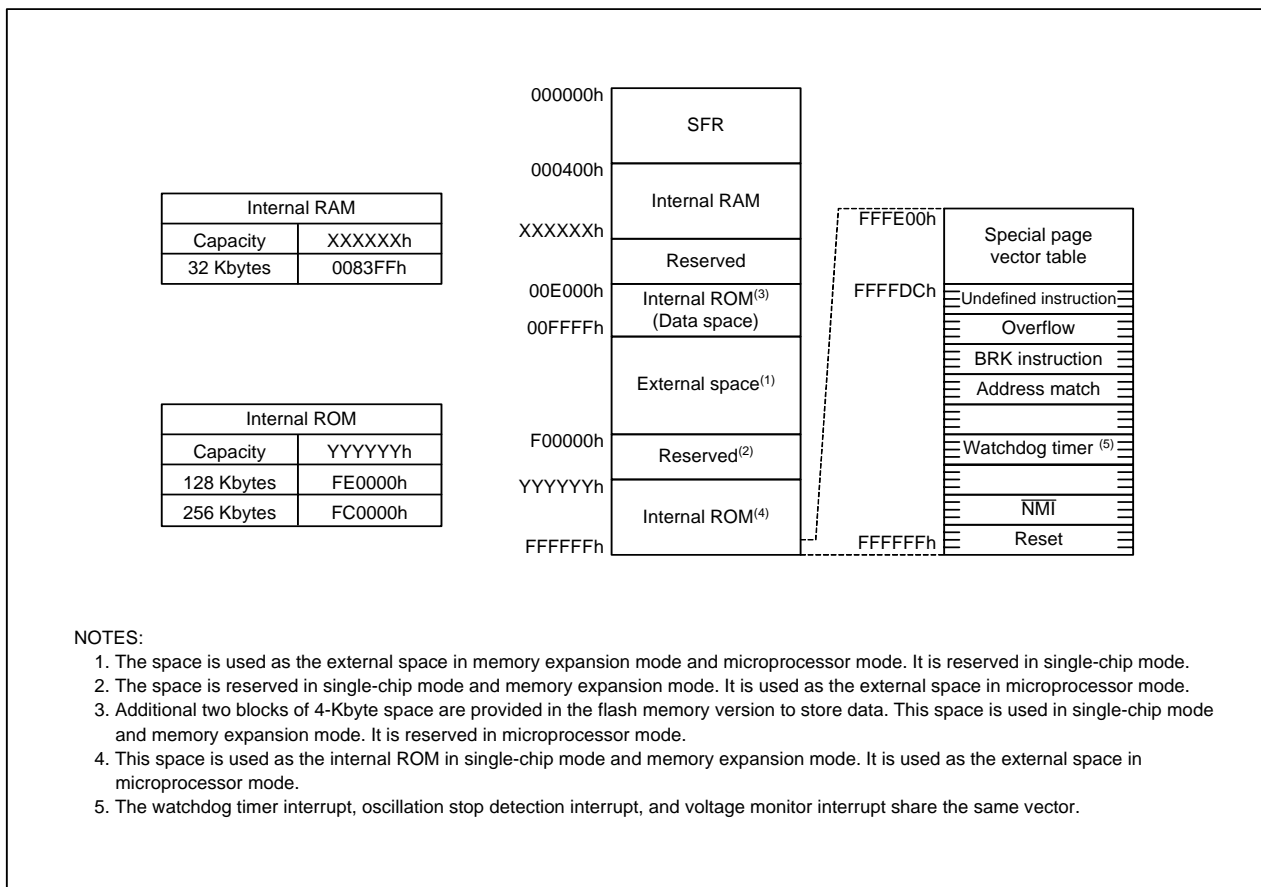 Internal RAM
Capacity XXXXXXh
32 Kbytes 0083FFh
Internal ROM
Capacity YYYYYYh
128 Kbytes FE0000h
256 Kbytes FC0000h
000000h
SFR
000400h
Internal RAM
XXXXXXh
Reserved
00E000h
Internal ROM(3)
(Data space)
00FFFFh
External space(1)
F00000h
Reserved(2)
YYYYYYh
Internal ROM(4)
FFFFFFh
FFFE00h
Special page
vector table
FFFFDCh
Undefined instruction
Overflow
BRK instruction
Address match
Watchdog timer (5)
NMI
Reset
FFFFFFh
NOTES:
1. The space is used as the external space in memory expansion mode and microprocessor mode. It is reserved in single-chip mode.
2. The space is reserved in single-chip mode and memory expansion mode. It is used as the external space in microprocessor mode.
3. Additional two blocks of 4-Kbyte space are provided in the flash memory version to store data. This space is used in single-chip mode
and memory expansion mode. It is reserved in microprocessor mode.
4. This space is used as the internal ROM in single-chip mode and memory expansion mode. It is used as the external space in
microprocessor mode.
5. The watchdog timer interrupt, oscillation stop detection interrupt, and voltage monitor interrupt share the same vector.